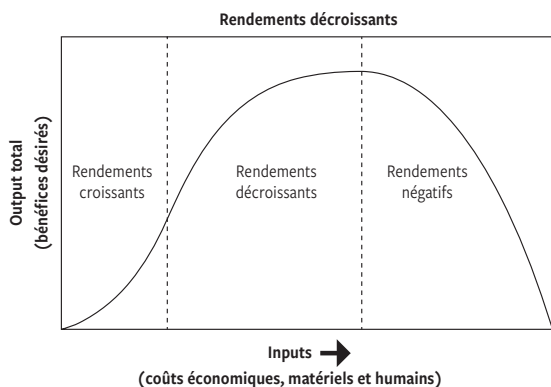 Rendements décroissants
Output total
(bénéfices désirés)
Rendements
croissants
Rendements
décroissants
Rendements
négatifs
Inputs
(coûts économiques, matériels et humains)